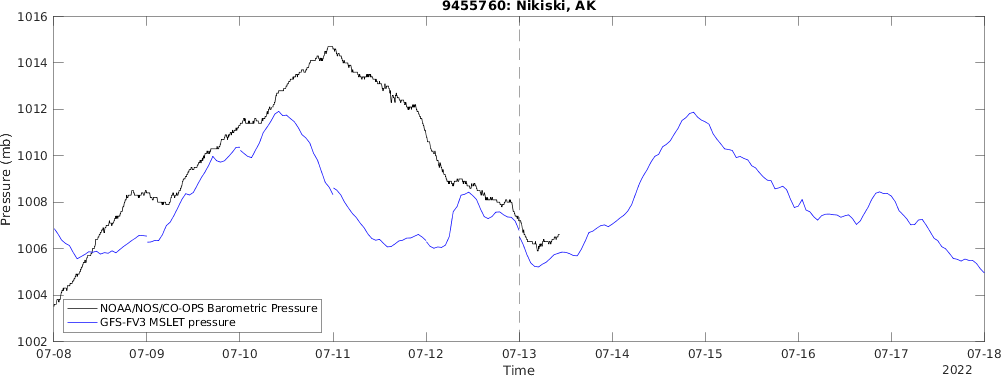 9455760: Nikiski, AK
Pressure (mb)
1016
1014
1012
1010
1008
1006
1004
1002
NOAA/NOS/CO-OPS Barometric Pressure
GFS-FV3 MSLET pressure
07-08 07-09 07-10 07-11 07-12 07-13 07-14 07-15 07-16 07-17 07-18
Time
2022